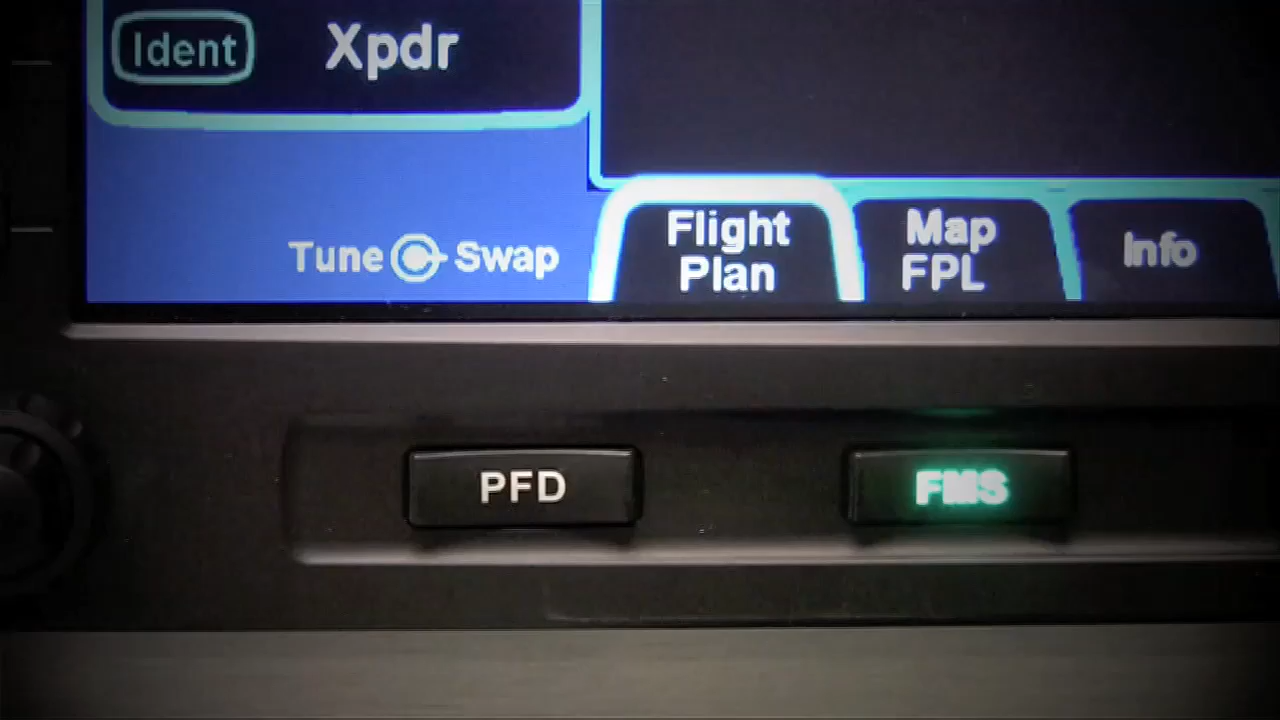 Ident
Xpdr
Tune Swap
Flight
Plan
Map
FPL
Info
PFD
FMS